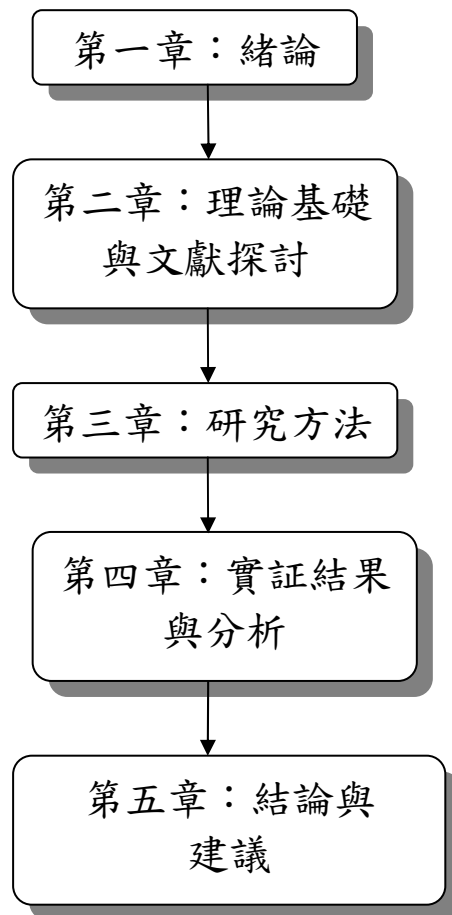 第一章：緒論
第二章：理論基礎
與文獻探討
第三章：研究方法
第四章：實証結果
與分析
第五章：結論與
建議